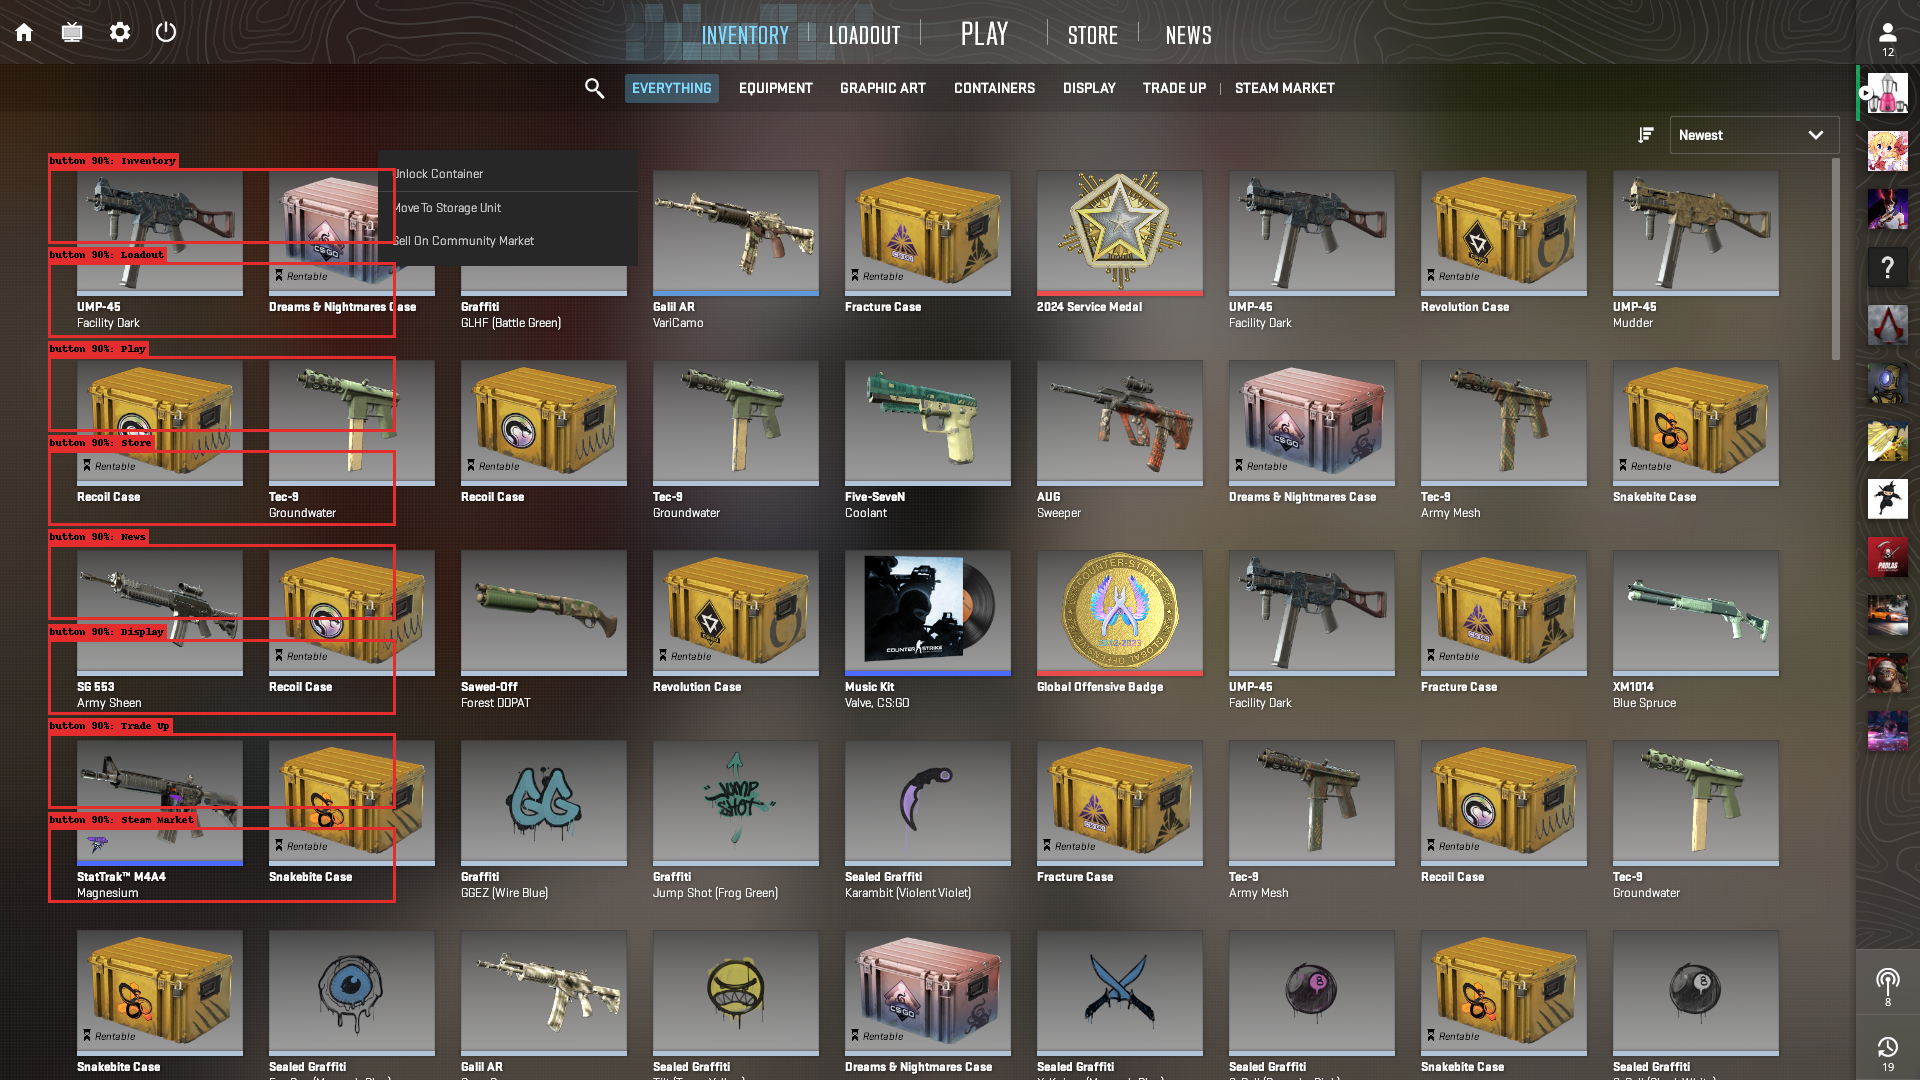 INVENTORY
LOADOUT
PLAY
STORE
NEWS
12
EVERYTHING
EQUIPMENT
GRAPHIC ART
CONTAINERS
DISPLAY
TRADE UP
STEAM MARKET
Newest
button 90%: Inventory
Unlock Container
Move To Storage Unit
Sell On Community Market
button 90%: Loadout
Rentable
Rentable
Rentable
UMP-45
Facility Dark
Dreams & Nightmares Case
Graffiti
GLHF (Battle Green)
Galil AR
VariCamo
Fracture Case
2024 Service Medal
UMP-45
Facility Dark
Revolution Case
UMP-45
Mudder
button 90%: Play
button 90%: Store
Rentable
Rentable
Rentable
Rentable
Recoil Case
Tec-9
Groundwater
Recoil Case
Tec-9
Groundwater
Five-SeveN
Coolant
AUG
Sweeper
Dreams & Nightmares Case
Tec-9
Army Mesh
Snakebite Case
button 90%: News
COUNTER-STRIKE
button 90%: Display
Rentable
Rentable
Rentable
SG 553
Army Sheen
Recoil Case
Sawed-Off
Forest DDPAT
Revolution Case
Music Kit
Valve, CS:GO
Global Offensive Badge
UMP-45
Facility Dark
Fracture Case
XM1014
Blue Spruce
button 90%: Trade Up
GG
"JUMP SHOT"
button 90%: Steam Market
Rentable
Rentable
Rentable
StatTrak™ M4A4
Magnesium
Snakebite Case
Graffiti
GGEZ (Wire Blue)
Graffiti
Jump Shot (Frog Green)
Sealed Graffiti
Karambit (Violent Violet)
Fracture Case
Tec-9
Army Mesh
Recoil Case
Tec-9
Groundwater
8
8
8
Rentable
Rentable
Rentable
Snakebite Case
Sealed Graffiti
Galil AR
Sealed Graffiti
Dreams & Nightmares Case
Sealed Graffiti
Sealed Graffiti
Snakebite Case
Sealed Graffiti
19